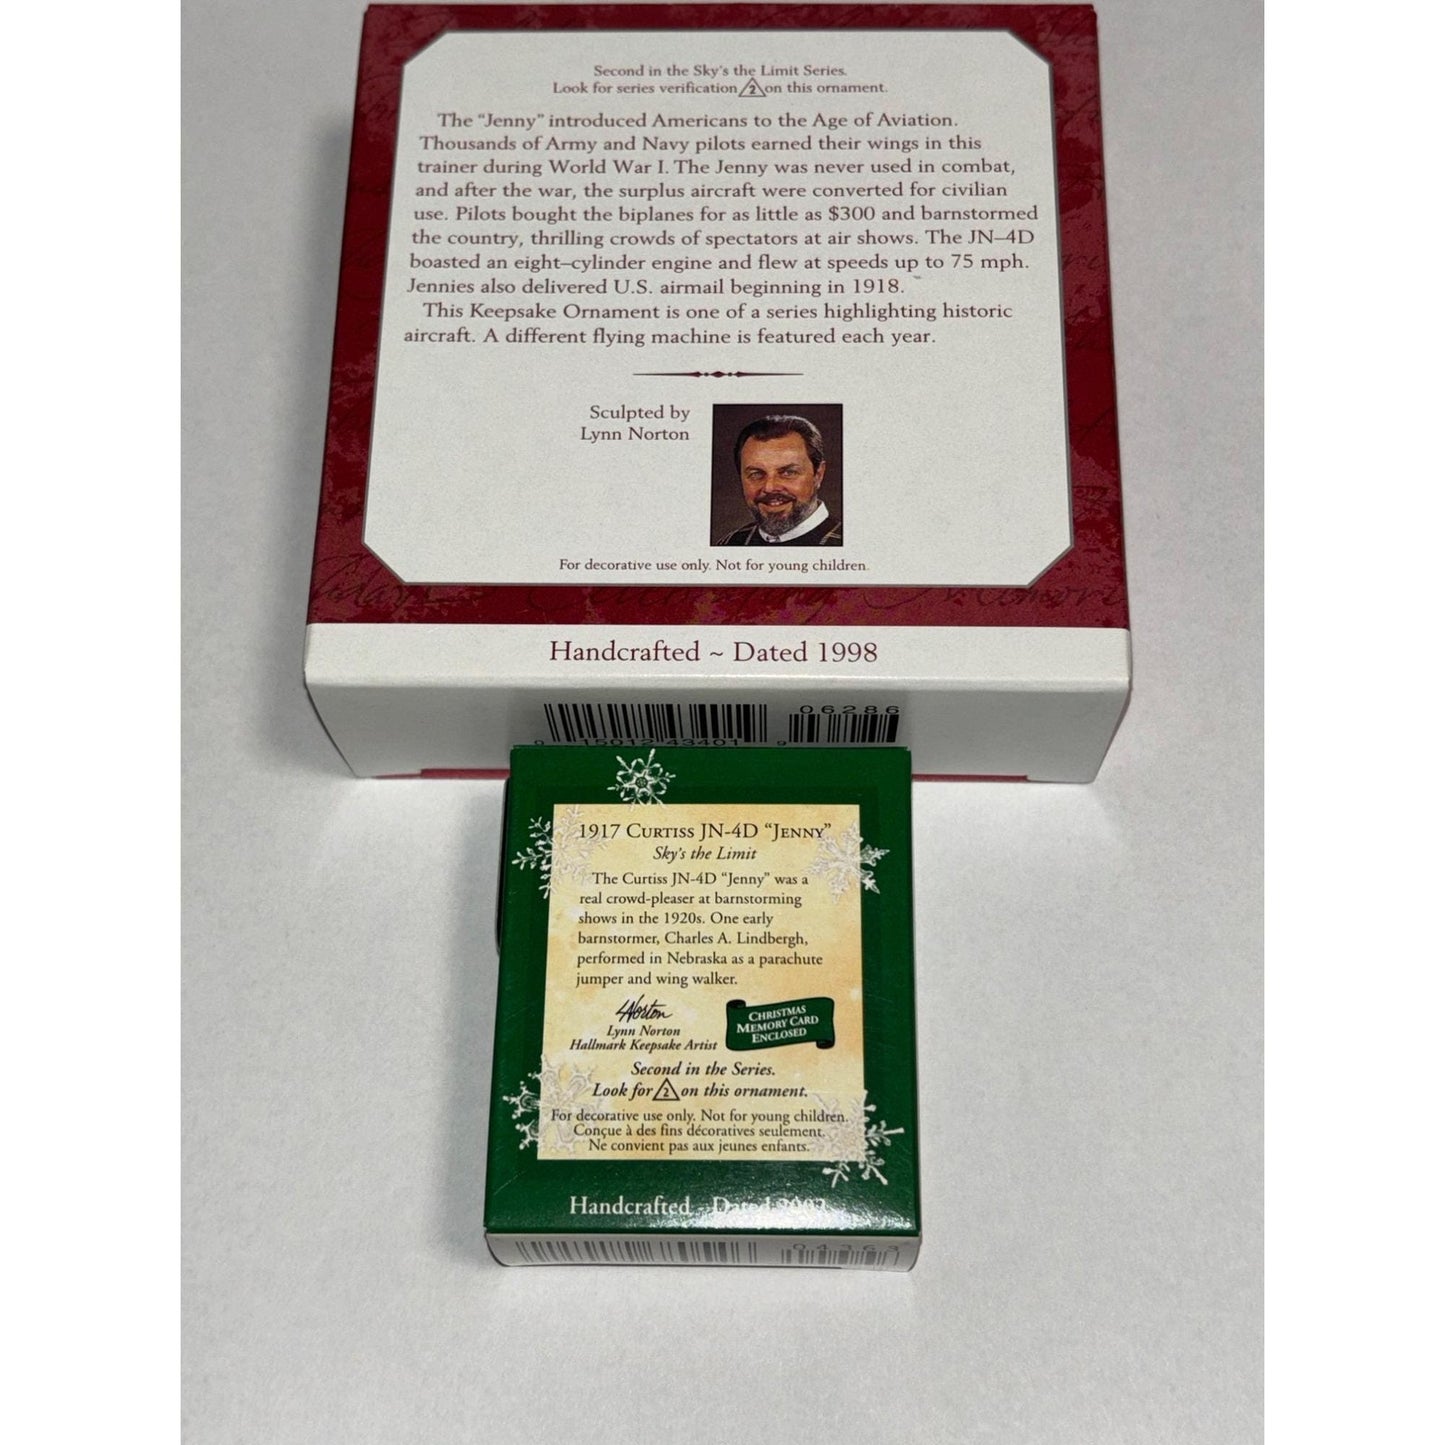 Second in the Sky's the Limit Series.
Look for series verification 2 on this ornament.
The "Jenny" introduced Americans to the Age of Aviation.
Thousands of Army and Navy pilots earned their wings in this
trainer during World War I. The Jenny was never used in combat,
and after the war, the surplus aircraft were converted for civilian
use. Pilots bought the biplanes for as little as $300 and barnstormed
the country, thrilling crowds of spectators at air shows. The JN–4D
boasted an eight–cylinder engine and flew at speeds up to 75 mph.
Jennies also delivered U.S. airmail beginning in 1918.
This Keepsake Ornament is one of a series highlighting historic
aircraft. A different flying machine is featured each year.
Sculpted by
Lynn Norton
For decorative use only. Not for young children.
Handcrafted ~ Dated 1998
06286
9 15012 43401 9
1917 CURTISS JN-4D "JENNY"
Sky's the Limit
The Curtiss JN-4D "Jenny" was a
real crowd-pleaser at barnstorming
shows in the 1920s. One early
barnstormer, Charles A. Lindbergh,
performed in Nebraska as a parachute
jumper and wing walker.
LNorton
Lynn Norton
Hallmark Keepsake Artist
CHRISTMAS
MEMORY CARD
ENCLOSED
Second in the Series.
Look for 2 on this ornament.
For decorative use only. Not for young children.
Conçue à des fins décoratives seulement.
Ne convient pas aux jeunes enfants.
Handcrafted ~ Dated
04363